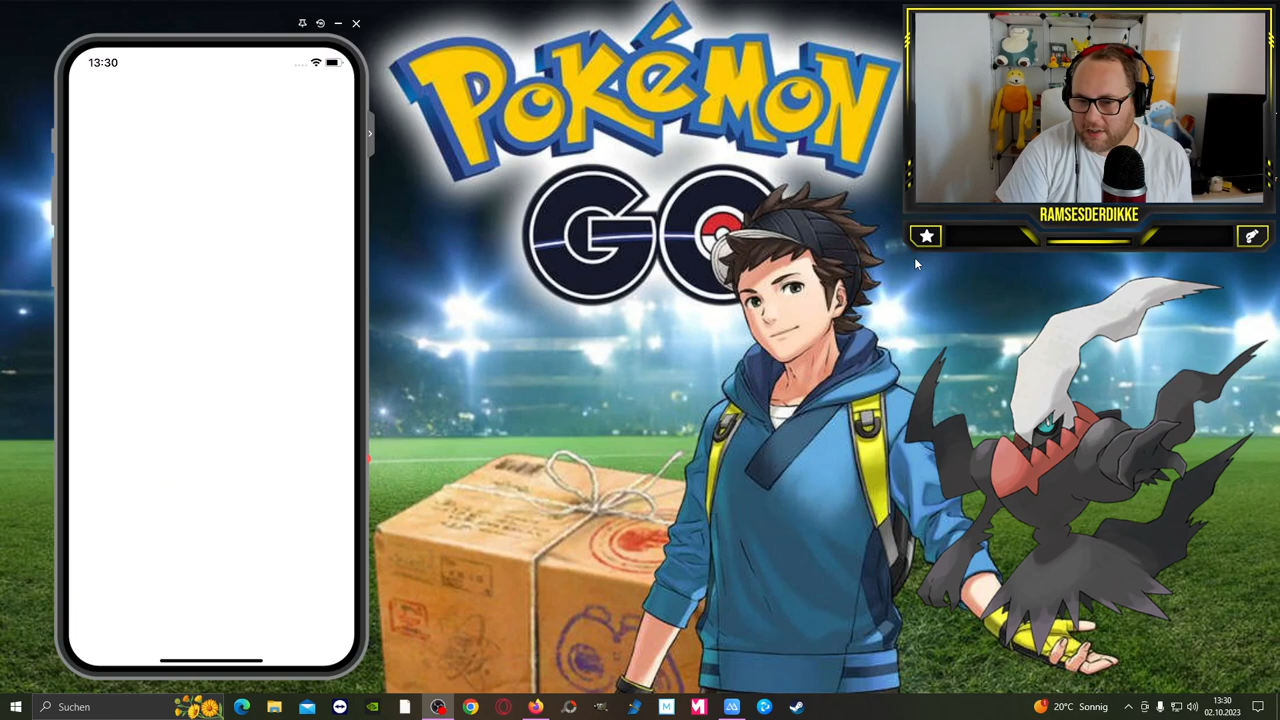 13:30
POKÉMON
GO
RAMSESDERDIKKE
Suchen
20°C Sonnig
13:30
02.10.2023